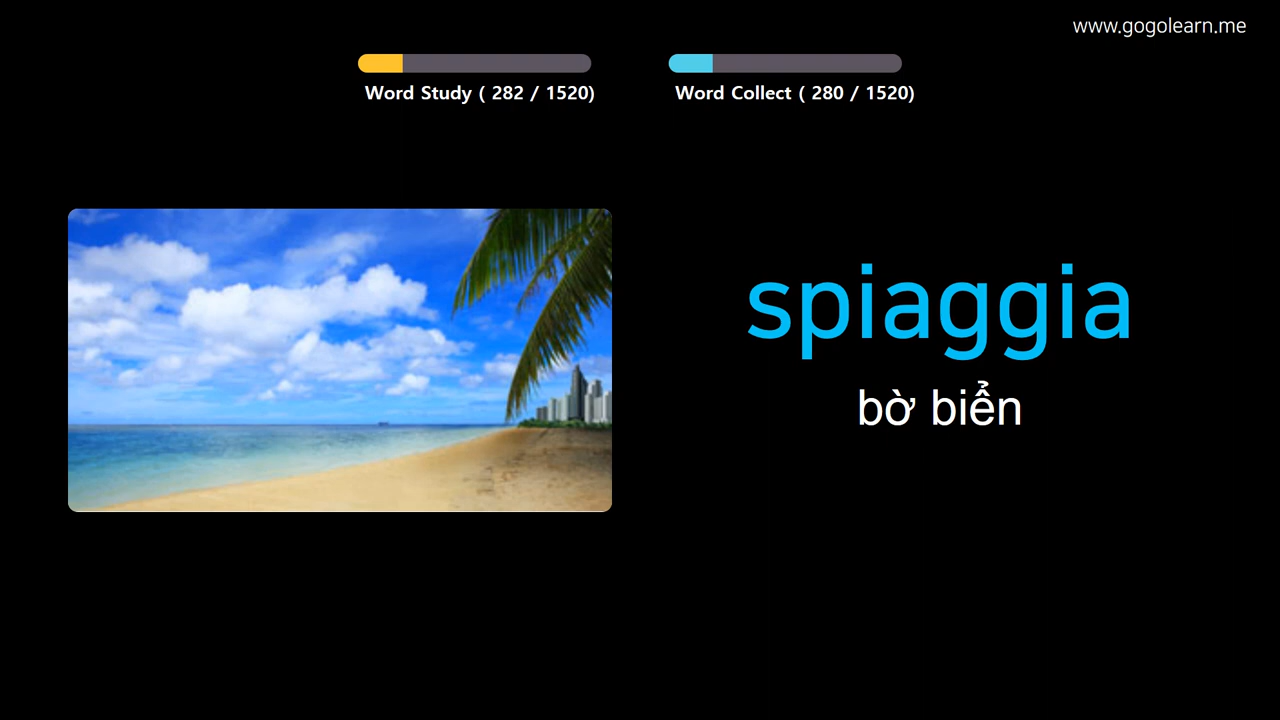 www.gogolearn.me
Word Study ( 282 / 1520)
Word Collect ( 280 / 1520)
spiaggia
bờ biển